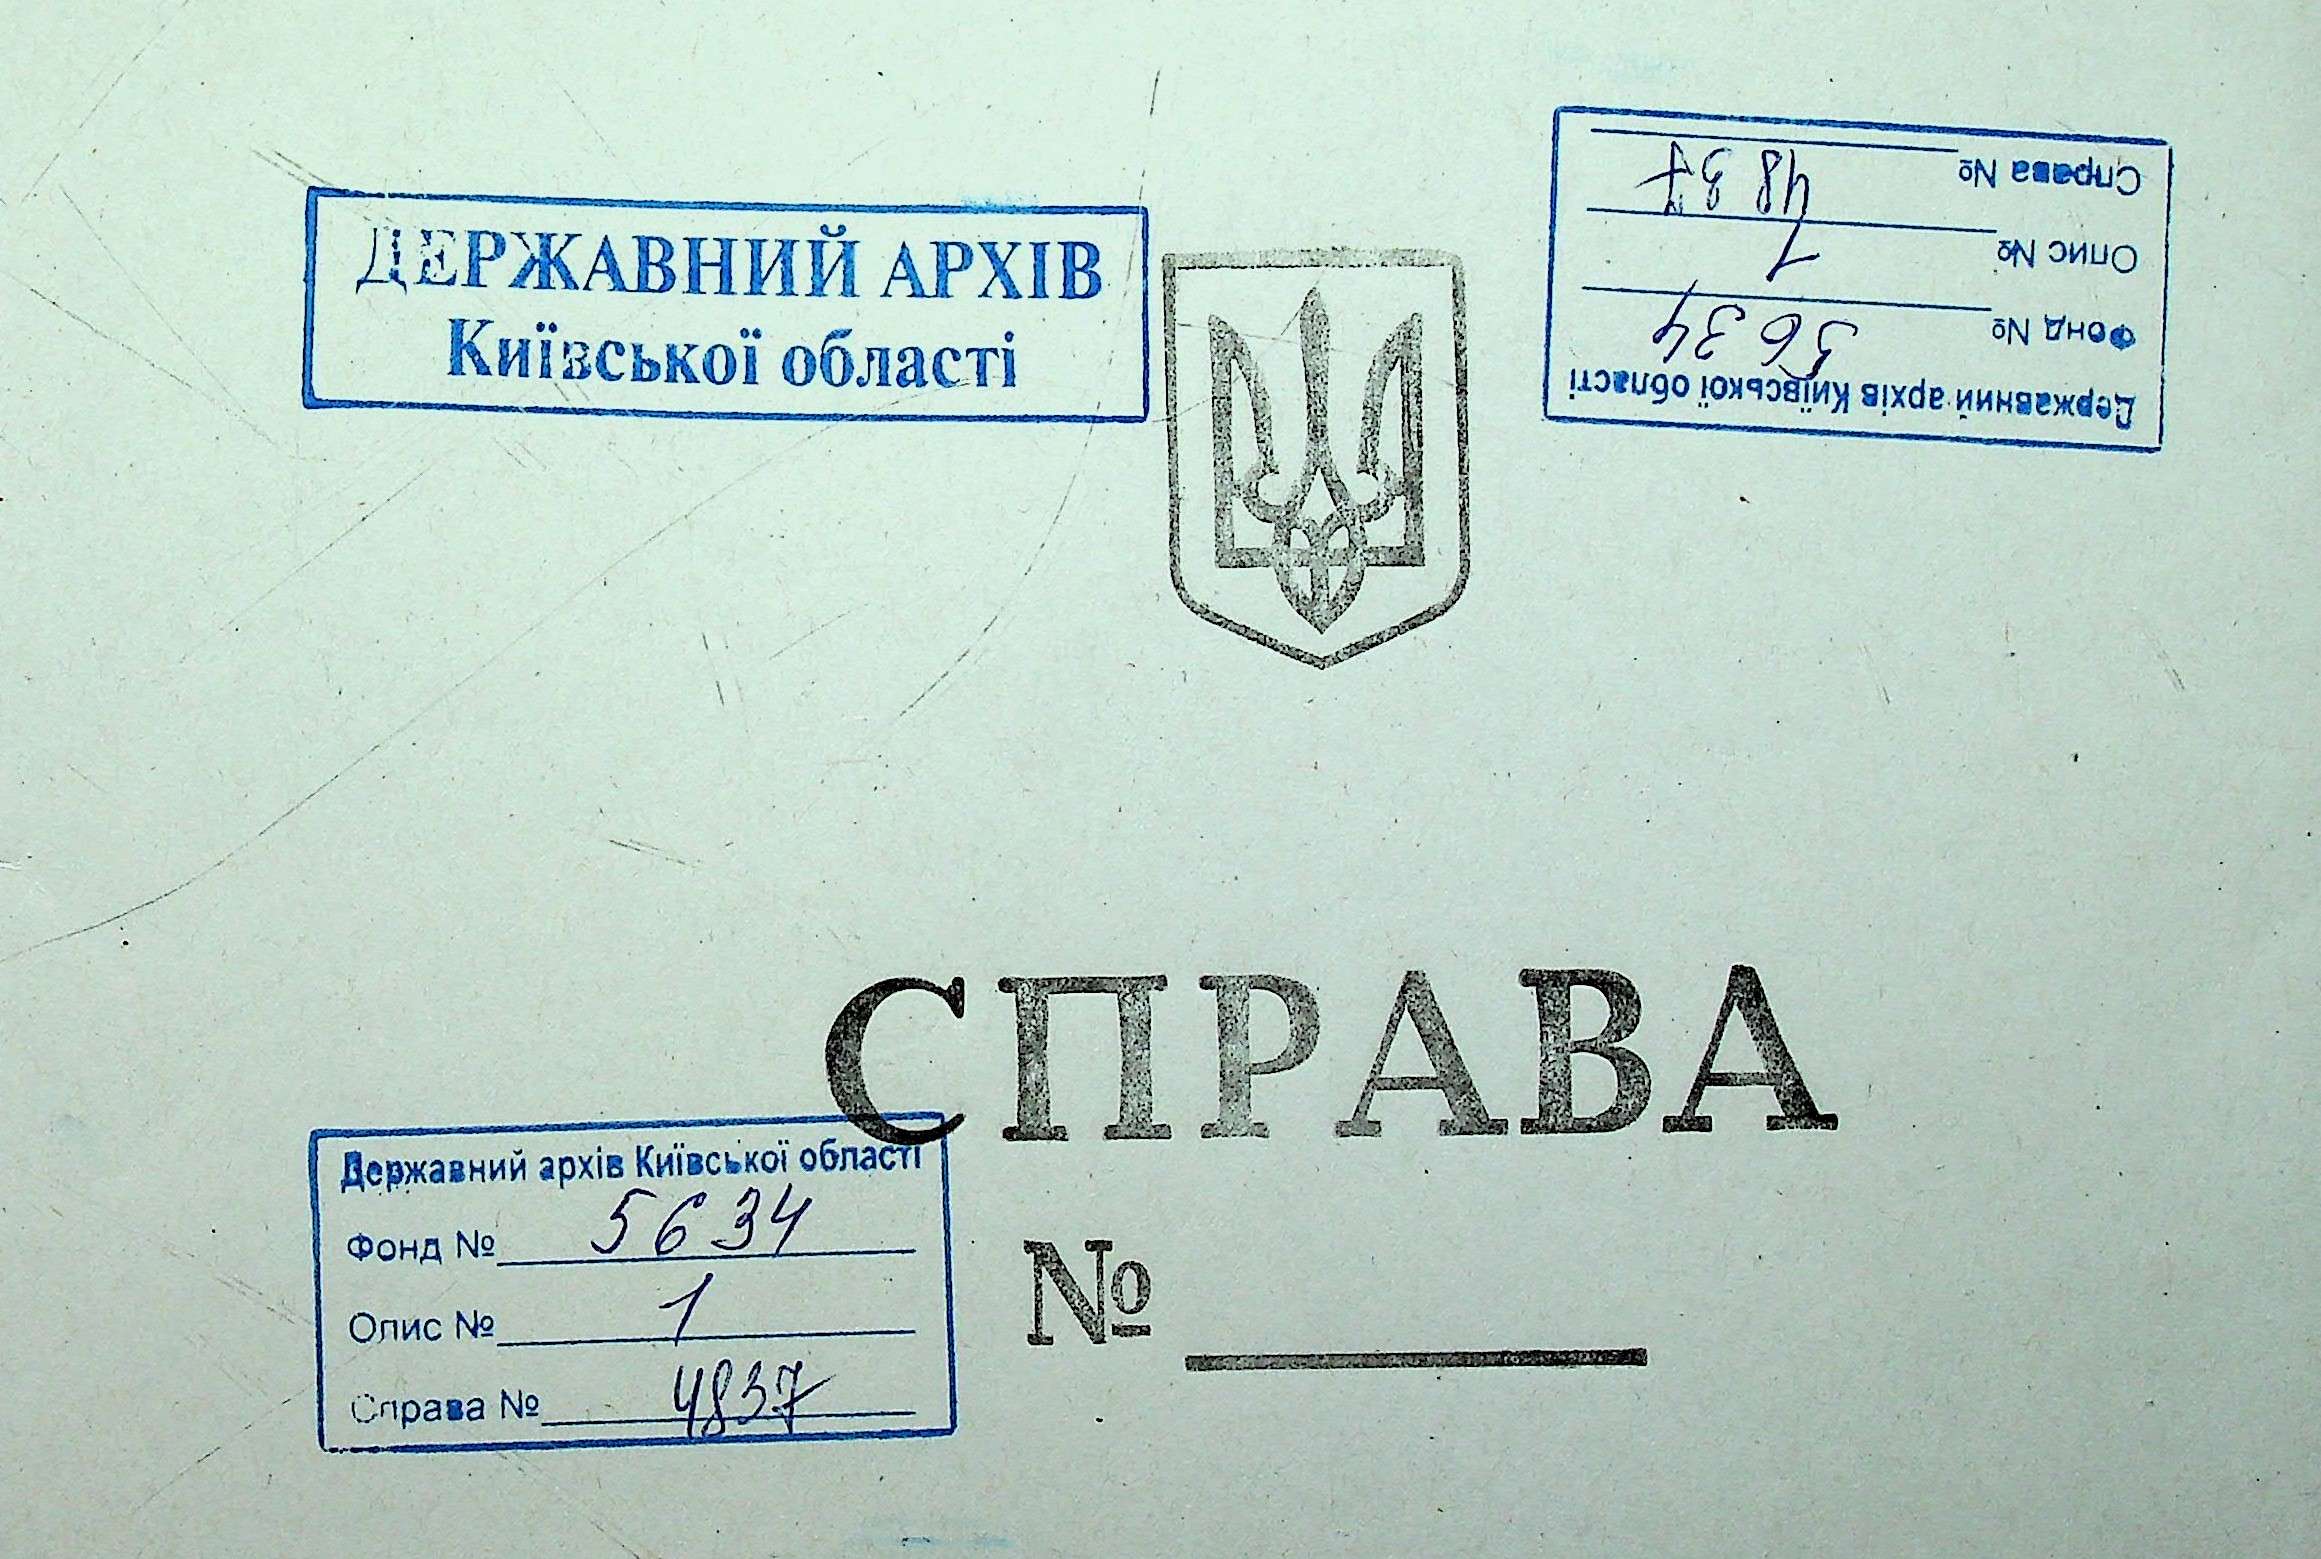 ДЕРЖАВНИЙ АРХІВ
Київської області
Державний архів Київської області
Фонд № 5634
Опис № 1
Справа № 4837
СПРАВА
№
Державний архів Київської області
Фонд № 5634
Опис № 1
Справа № 4837